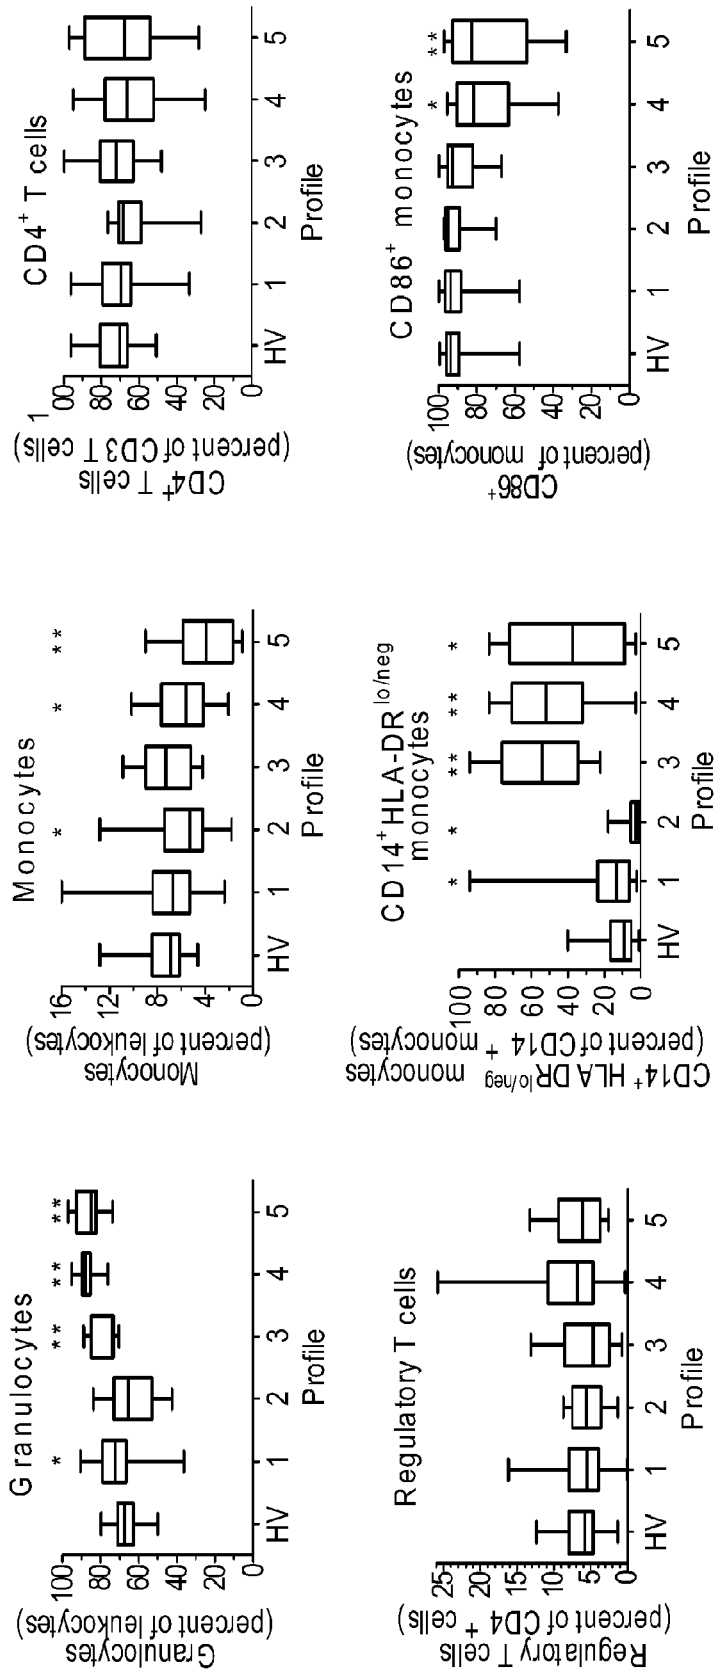 Granulocytes
Granulocytes
(percent of leukocytes)
100
80
60
40
20
0
* ** ** **
HV 1 2 3 4 5
Profile
Monocytes
Monocytes
(percent of leukocytes)
16
12
8
4
0
* * **
HV 1 2 3 4 5
Profile
CD4+ T cells
CD4+ T cells
(percent of CD3 T cells)
1
00
80
60
40
20
0
HV 1 2 3 4 5
Profile
Regulatory T cells
Regulatory T cells
(percent of CD4 + cells)
25
20
15
10
5
0
HV 1 2 3 4 5
Profile
CD14+HLA-DRlo/neg
monocytes
CD14+ HLA DRlo/neg monocytes
(percent of CD14 + monocytes)
100
80
60
40
20
0
* * ** ** *
HV 1 2 3 4 5
Profile
CD86+ monocytes
CD86+
(percent of monocytes)
100
80
60
40
20
0
* **
HV 1 2 3 4 5
Profile